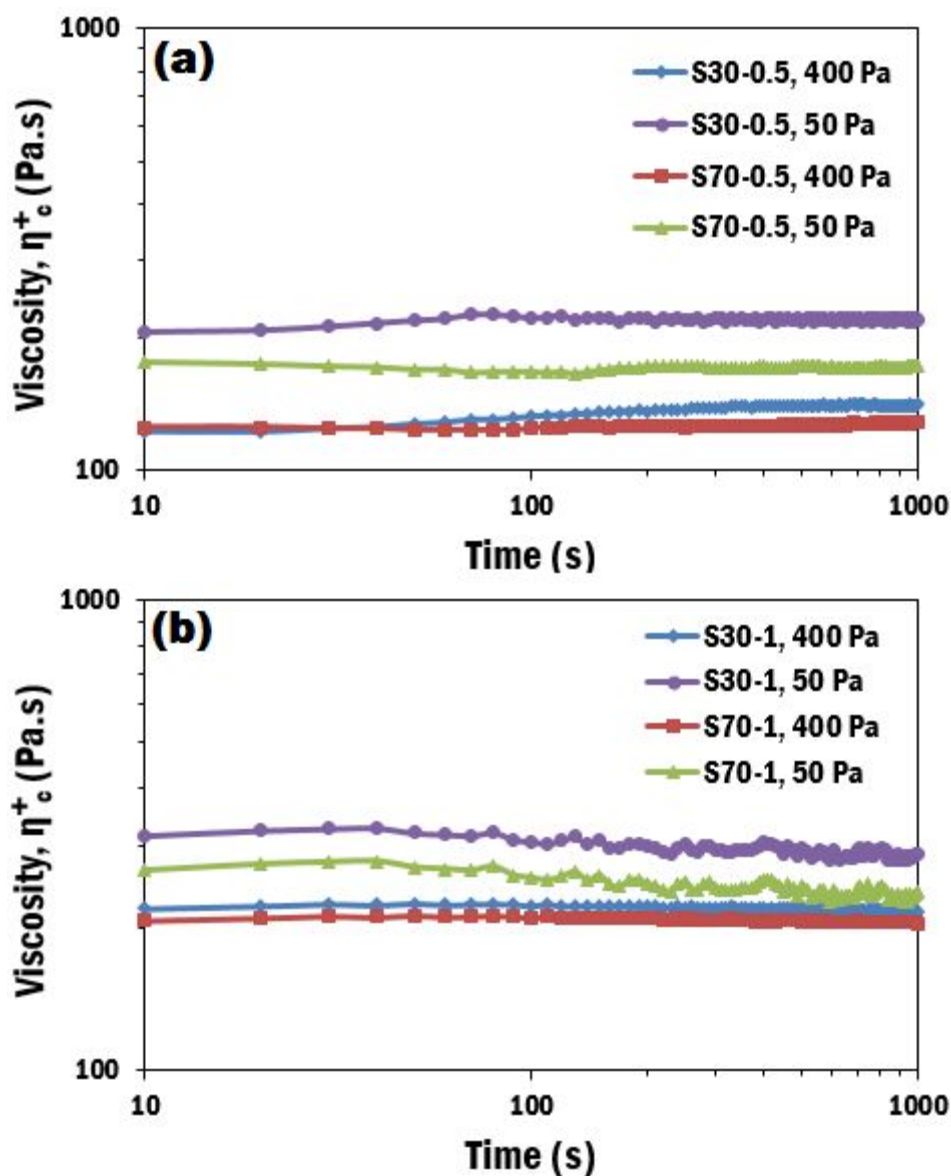 (a)
1000
100
10
100
1000
Viscosity, η⁺c (Pa.s)
Time (s)
S30-0.5, 400 Pa
S30-0.5, 50 Pa
S70-0.5, 400 Pa
S70-0.5, 50 Pa
(b)
1000
100
10
100
1000
Viscosity, η⁺c (Pa.s)
Time (s)
S30-1, 400 Pa
S30-1, 50 Pa
S70-1, 400 Pa
S70-1, 50 Pa